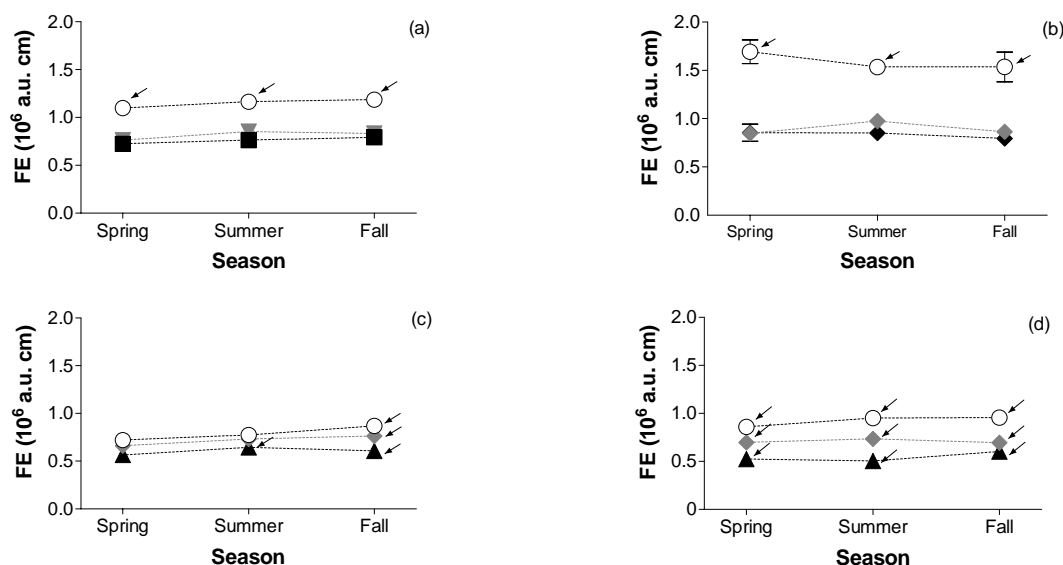 (a)
FE (10⁶ a.u. cm)
2.0
1.5
1.0
0.5
0.0
Spring Summer Fall
Season
(b)
FE (10⁶ a.u. cm)
2.0
1.5
1.0
0.5
0.0
Spring Summer Fall
Season
(c)
FE (10⁶ a.u. cm)
2.0
1.5
1.0
0.5
0.0
Spring Summer Fall
Season
(d)
FE (10⁶ a.u. cm)
2.0
1.5
1.0
0.5
0.0
Spring Summer Fall
Season